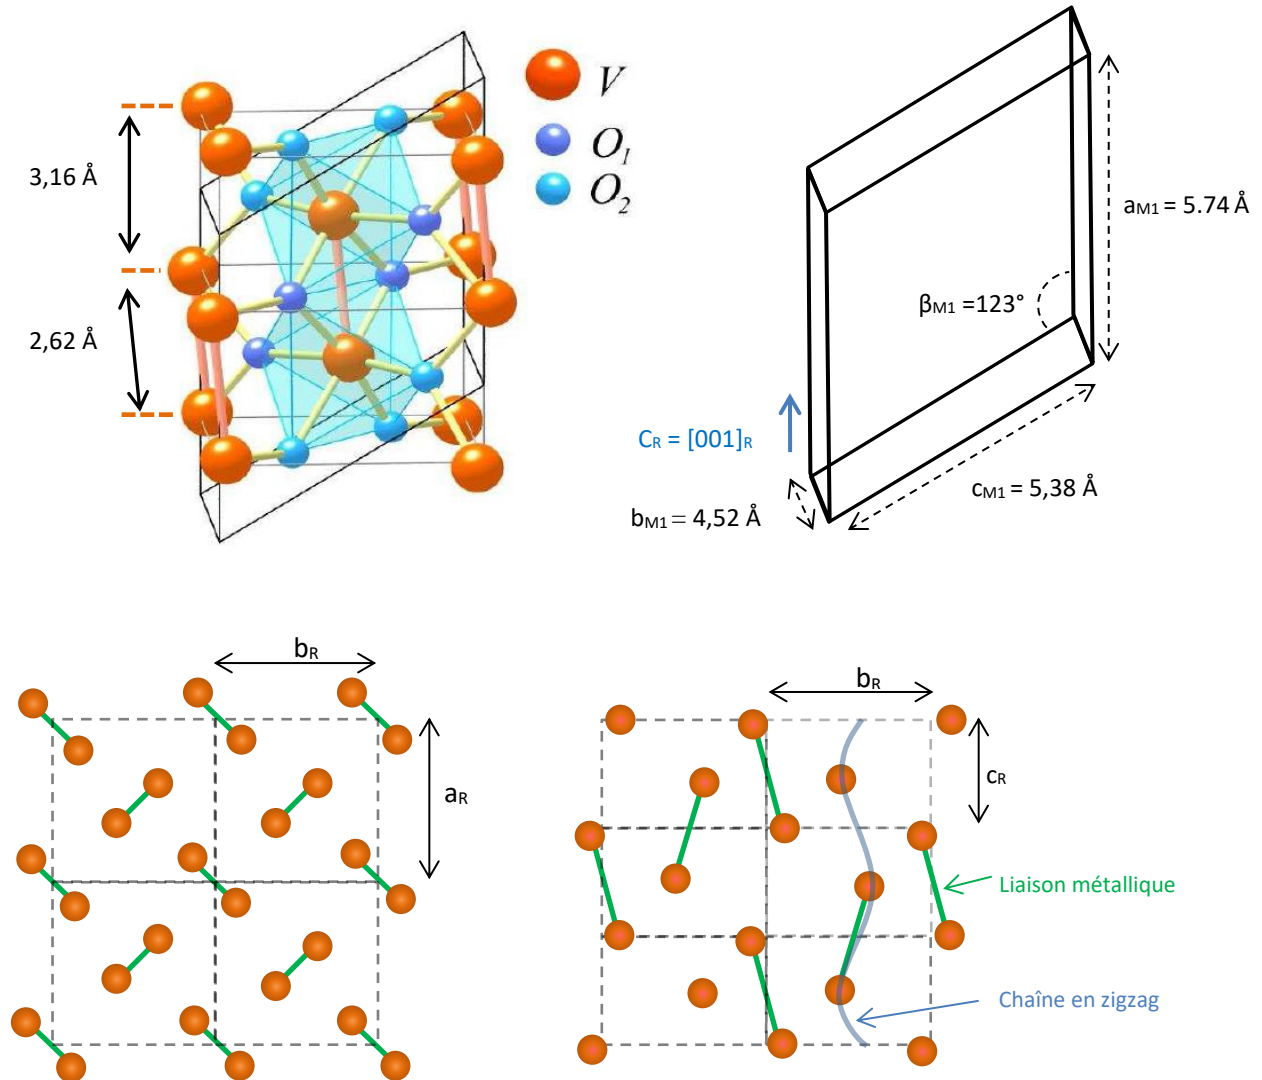 V
O1
O2
3,16 Å
2,62 Å
aM1 = 5.74 Å
βM1 =123°
CR = [001]R
cM1 = 5,38 Å
bM1 = 4,52 Å
bR
aR
bR
cR
Liaison métallique
Chaîne en zigzag